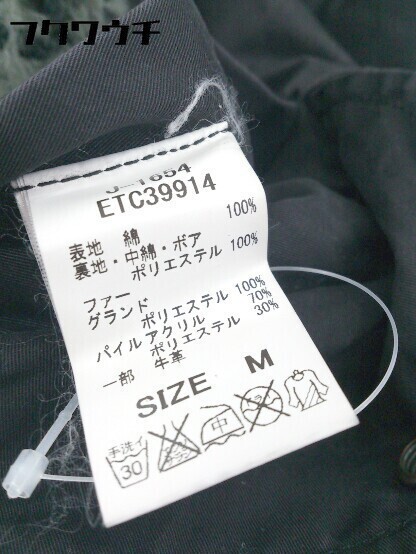 フクワウチ
J-1654
ETC39914
表地 綿 100%
裏地・中綿・ボア
ポリエステル 100%
ファー
グランド
ポリエステル 100%
パイル アクリル 70%
ポリエステル 30%
一部 牛革
SIZE M
手洗イ
30
中